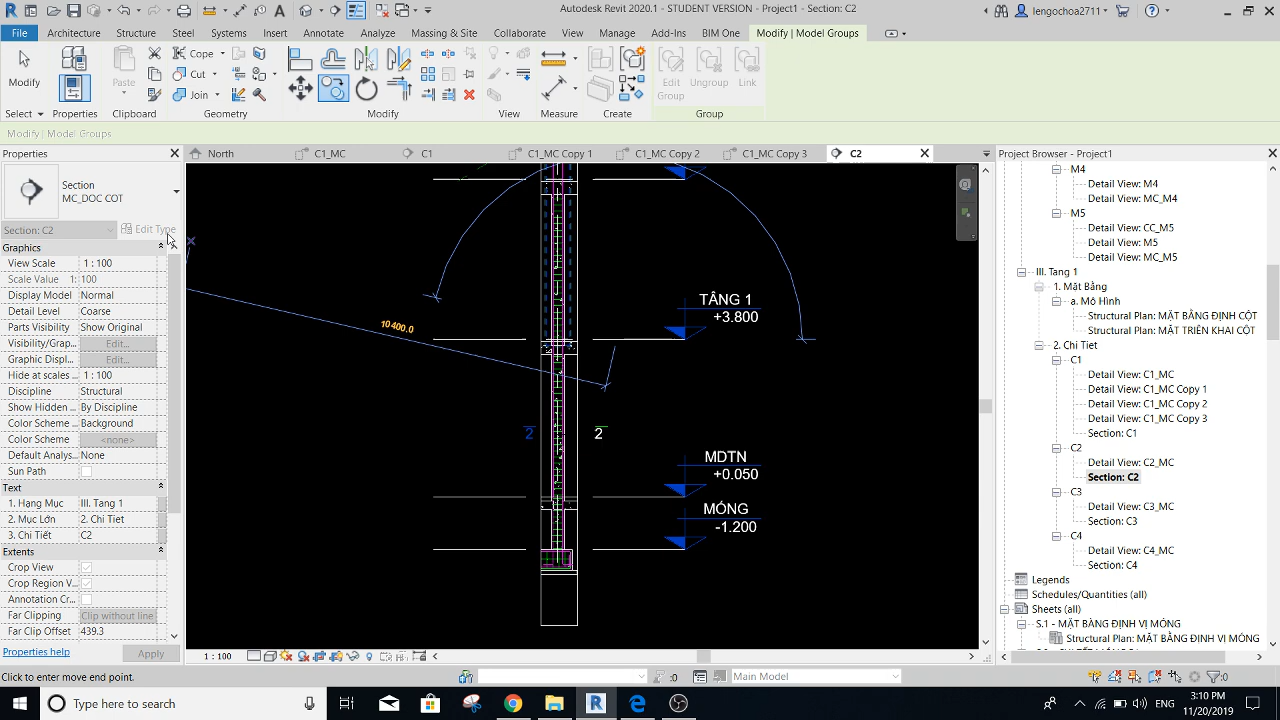 Autodesk Revit 2020.1 - STUDENT VERSION - Project1 - Section: C2
lengochoa2711
File
Architecture
Structure
Steel
Systems
Insert
Annotate
Analyze
Massing & Site
Collaborate
View
Manage
Add-Ins
BIM One
Modify | Model Groups
Modify
Paste
Cope
Cut
Join
Edit
Group
Ungroup
Link
Select
Properties
Clipboard
Geometry
Modify
View
Measure
Create
Group
Modify | Model Groups
Properties
North
C1_MC
C1
C1_MC Copy 1
C1_MC Copy 2
C1_MC Copy 3
C2
Project Browser - Project1
Section
MC_DOC COT
Section: C2
Edit Type
Graphics
View Scale 1 : 100
Scale Value 1: 100
Display Model Normal
Detail Level Coarse
Parts Visibility Show Original
Visibility/Grap... Edit...
Graphic Displ... Edit...
Hide at scales 1 : 100
Discipline Structural
Show Hidden By Discipline
Color Scheme Background
Color Scheme <none>
Default Analys... None
Sun Path
Text
1. Hạng Mục III. Tang 1
2. Mục Lớn 2. Chi Tiet
3. Chi Tiết C2
Extents
Crop View
Crop Region V...
Annotation Cr...
Far Clipping Clip without line
Far Clip Offset 439.3
Properties help
Apply
10400.0
TẦNG 1
+3.800
2
2
MDTN
+0.050
MÓNG
-1.200
M4
Detail View: M4
Detail View: MC_M4
M5
Detail View: CC_M5
Detail View: M5
Detail View: MC_M5
III. Tang 1
1. Mặt Bằng
a. Mô Hình
Structural Plan: MẶT BẰNG ĐỊNH CỘT
Structural Plan: MẶT TRIỂN KHAI CỘT
2. Chi Tiet
C1
Detail View: C1_MC
Detail View: C1_MC Copy 1
Detail View: C1_MC Copy 2
Detail View: C1_MC Copy 3
Section: C1
C2
Detail View: C2_MC
Section: C2
C3
Detail View: C3_MC
Section: C3
C4
Detail View: C4_MC
Section: C4
Legends
Schedules/Quantities (all)
Sheets (all)
S.1 - MẶT BẰNG ĐỊNH VỊ MÓNG
Structural Plan: MẶT BẰNG ĐỊNH VỊ MÓNG
1 : 100
Click to enter move end point.
:0
Main Model
:0
Type here to search
ENG
3:10 PM
11/20/2019